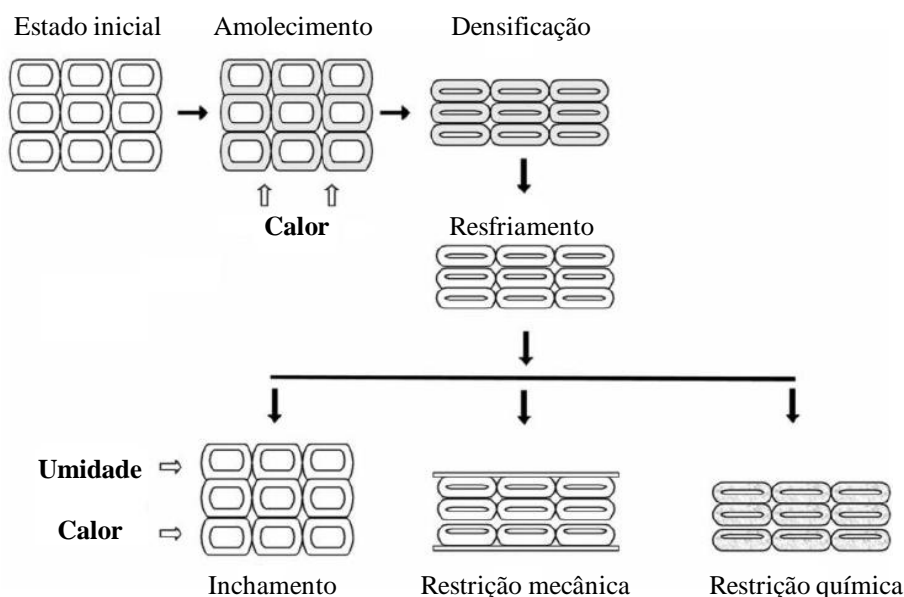 Estado inicial
Amolecimento
Densificação
Calor
Resfriamento
Umidade
Calor
Inchamento
Restrição mecânica
Restrição química